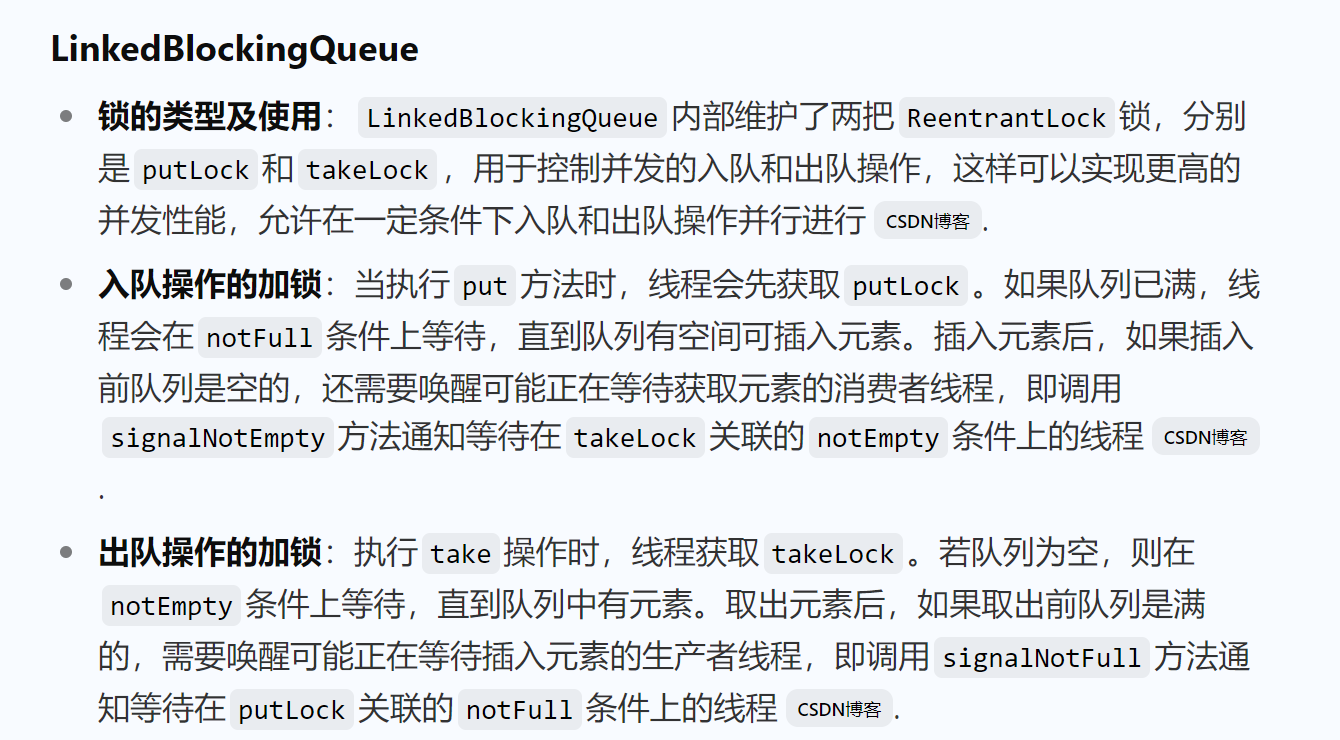 LinkedBlockingQueue
• 锁的类型及使用： LinkedBlockingQueue 内部维护了两把 ReentrantLock 锁，分别
是 putLock 和 takeLock ，用于控制并发的入队和出队操作，这样可以实现更高的
并发性能，允许在一定条件下入队和出队操作并行进行 CSDN博客 .
• 入队操作的加锁：当执行 put 方法时，线程会先获取 putLock 。如果队列已满，线
程会在 notFull 条件上等待，直到队列有空间可插入元素。插入元素后，如果插入
前队列是空的，还需要唤醒可能正在等待获取元素的消费者线程，即调用
signalNotEmpty 方法通知等待在 takeLock 关联的 notEmpty 条件上的线程 CSDN博客
.
• 出队操作的加锁：执行 take 操作时，线程获取 takeLock 。若队列为空，则在
notEmpty 条件上等待，直到队列中有元素。取出元素后，如果取出前队列是满
的，需要唤醒可能正在等待插入元素的生产者线程，即调用 signalNotFull 方法通
知等待在 putLock 关联的 notFull 条件上的线程 CSDN博客 .